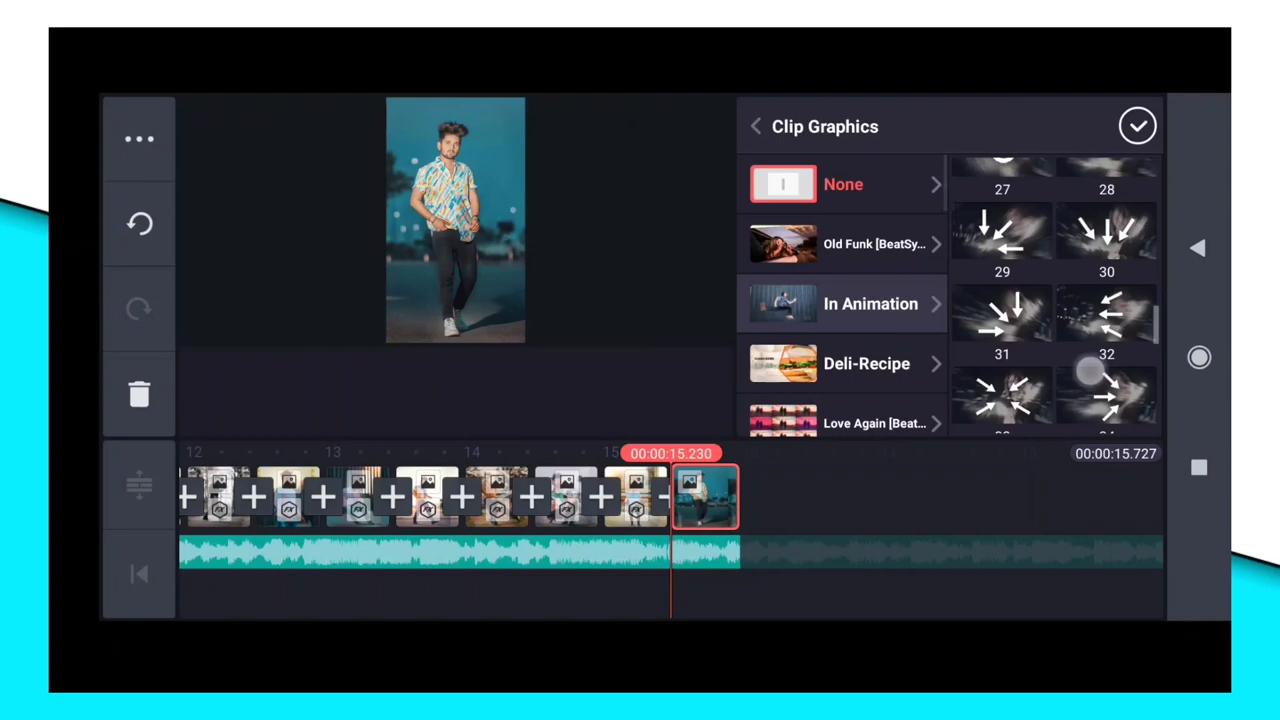 Clip Graphics
None
Old Funk [BeatSy...
In Animation
Deli-Recipe
Love Again [Beat...
27
28
29
30
31
32
12
13
14
15
00:00:15.230
00:00:15.727